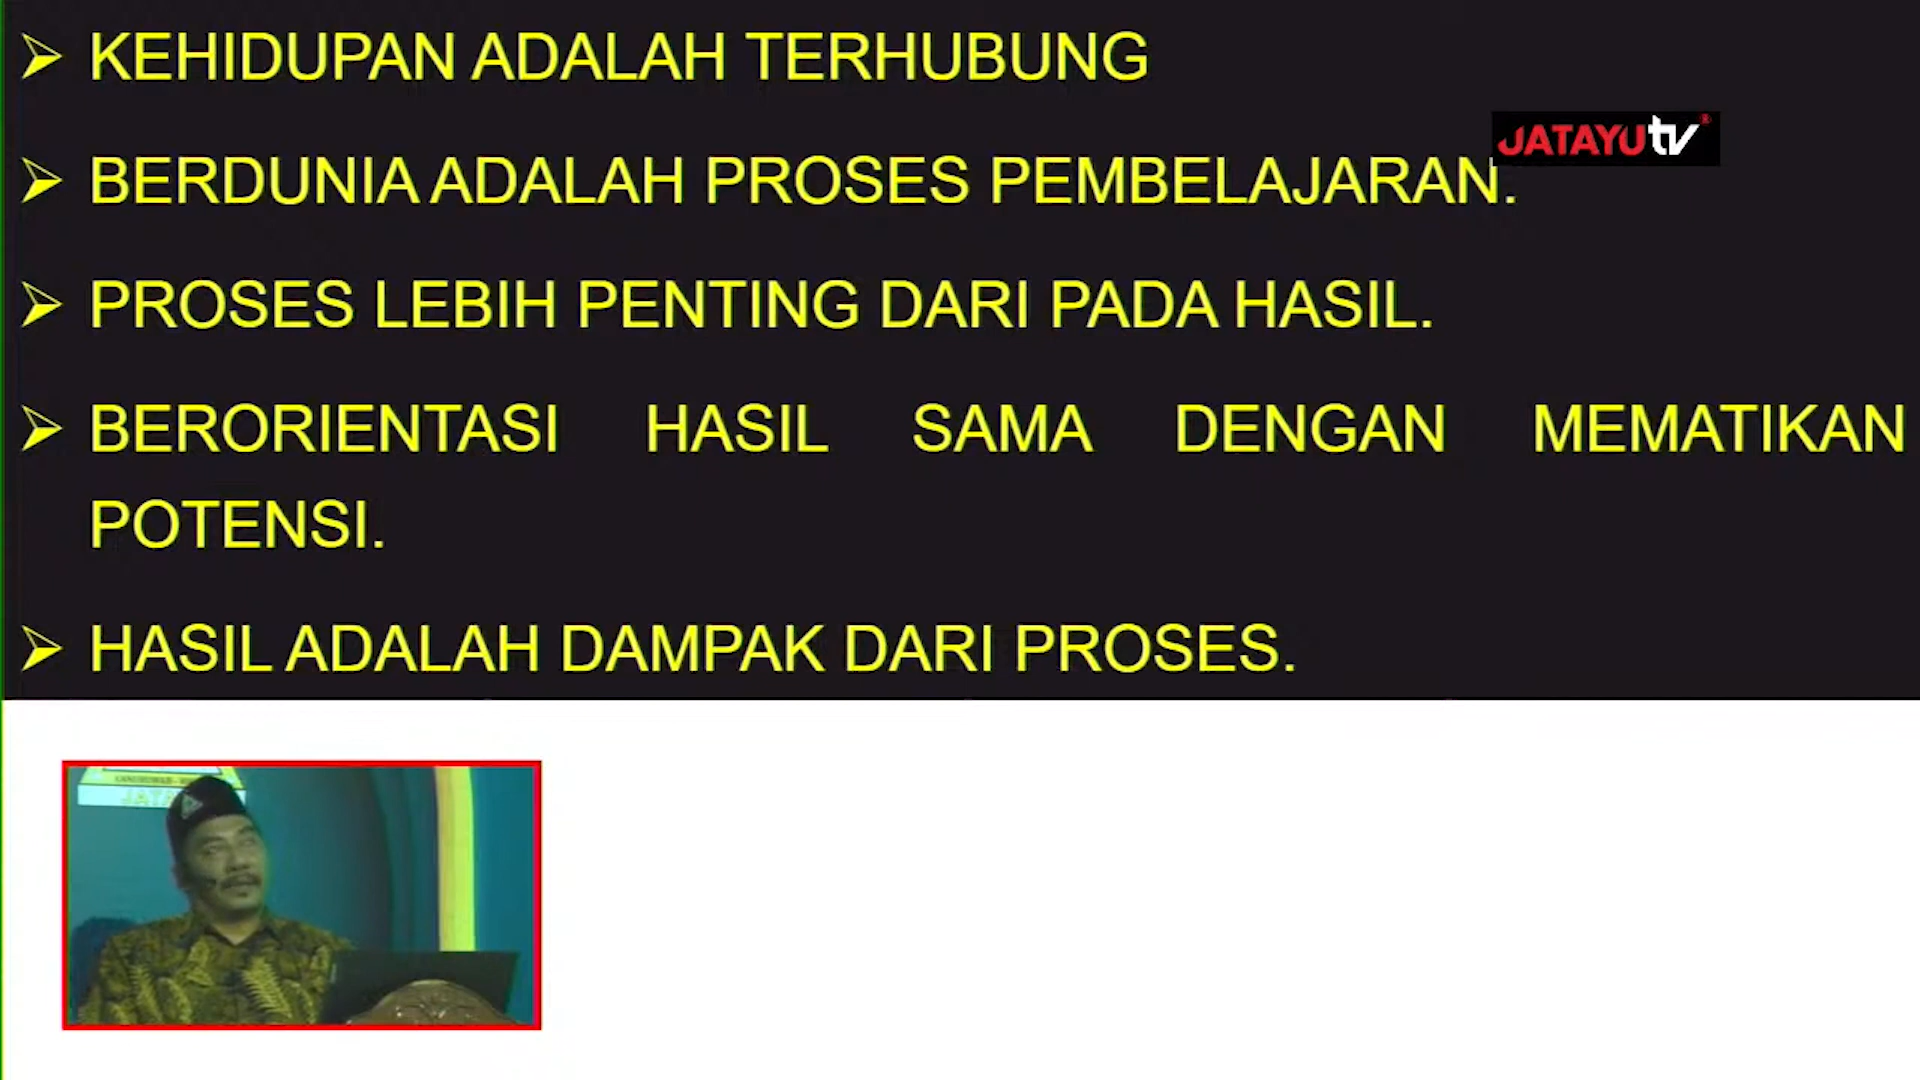 KEHIDUPAN ADALAH TERHUBUNG
JATAYUtv®
BERDUNIA ADALAH PROSES PEMBELAJARAN.
PROSES LEBIH PENTING DARI PADA HASIL.
BERORIENTASI HASIL SAMA DENGAN MEMATIKAN
POTENSI.
HASIL ADALAH DAMPAK DARI PROSES.